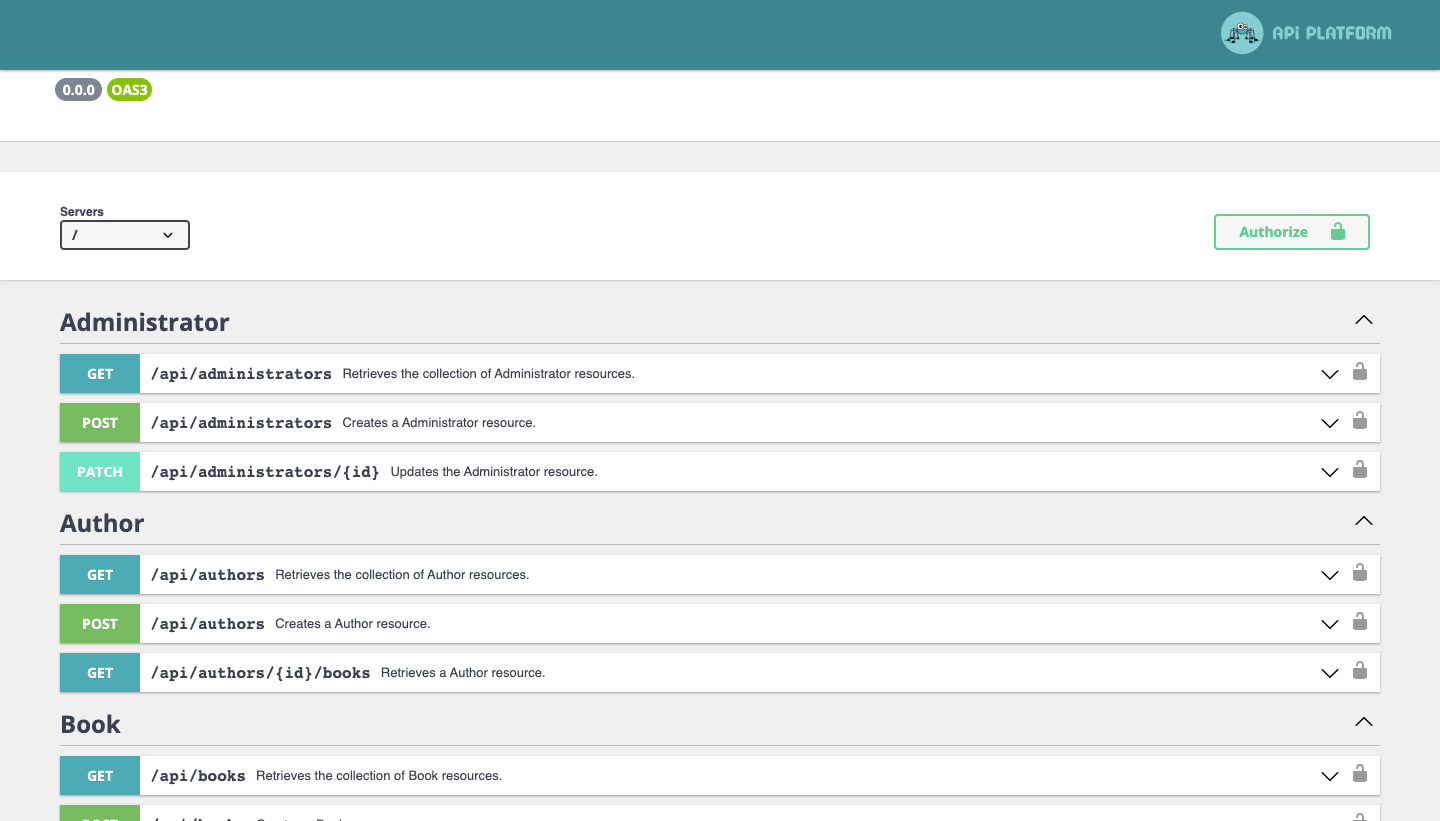 API PLATFORM
0.0.0 OAS3
Servers
/
Authorize
Administrator
GET /api/administrators Retrieves the collection of Administrator resources.
POST /api/administrators Creates a Administrator resource.
PATCH /api/administrators/{id} Updates the Administrator resource.
Author
GET /api/authors Retrieves the collection of Author resources.
POST /api/authors Creates a Author resource.
GET /api/authors/{id}/books Retrieves a Author resource.
Book
GET /api/books Retrieves the collection of Book resources.